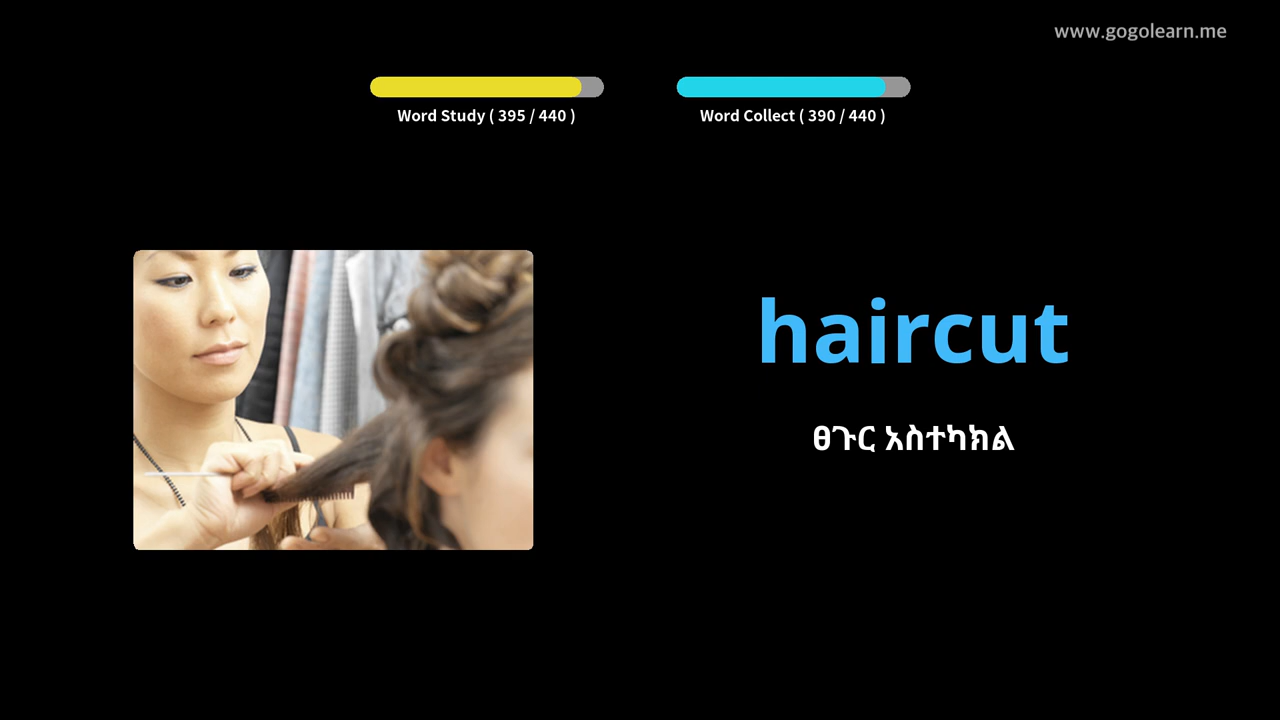 www.gogolearn.me
Word Study ( 395 / 440 )
Word Collect ( 390 / 440 )
haircut
ፀጉር አስተካክል